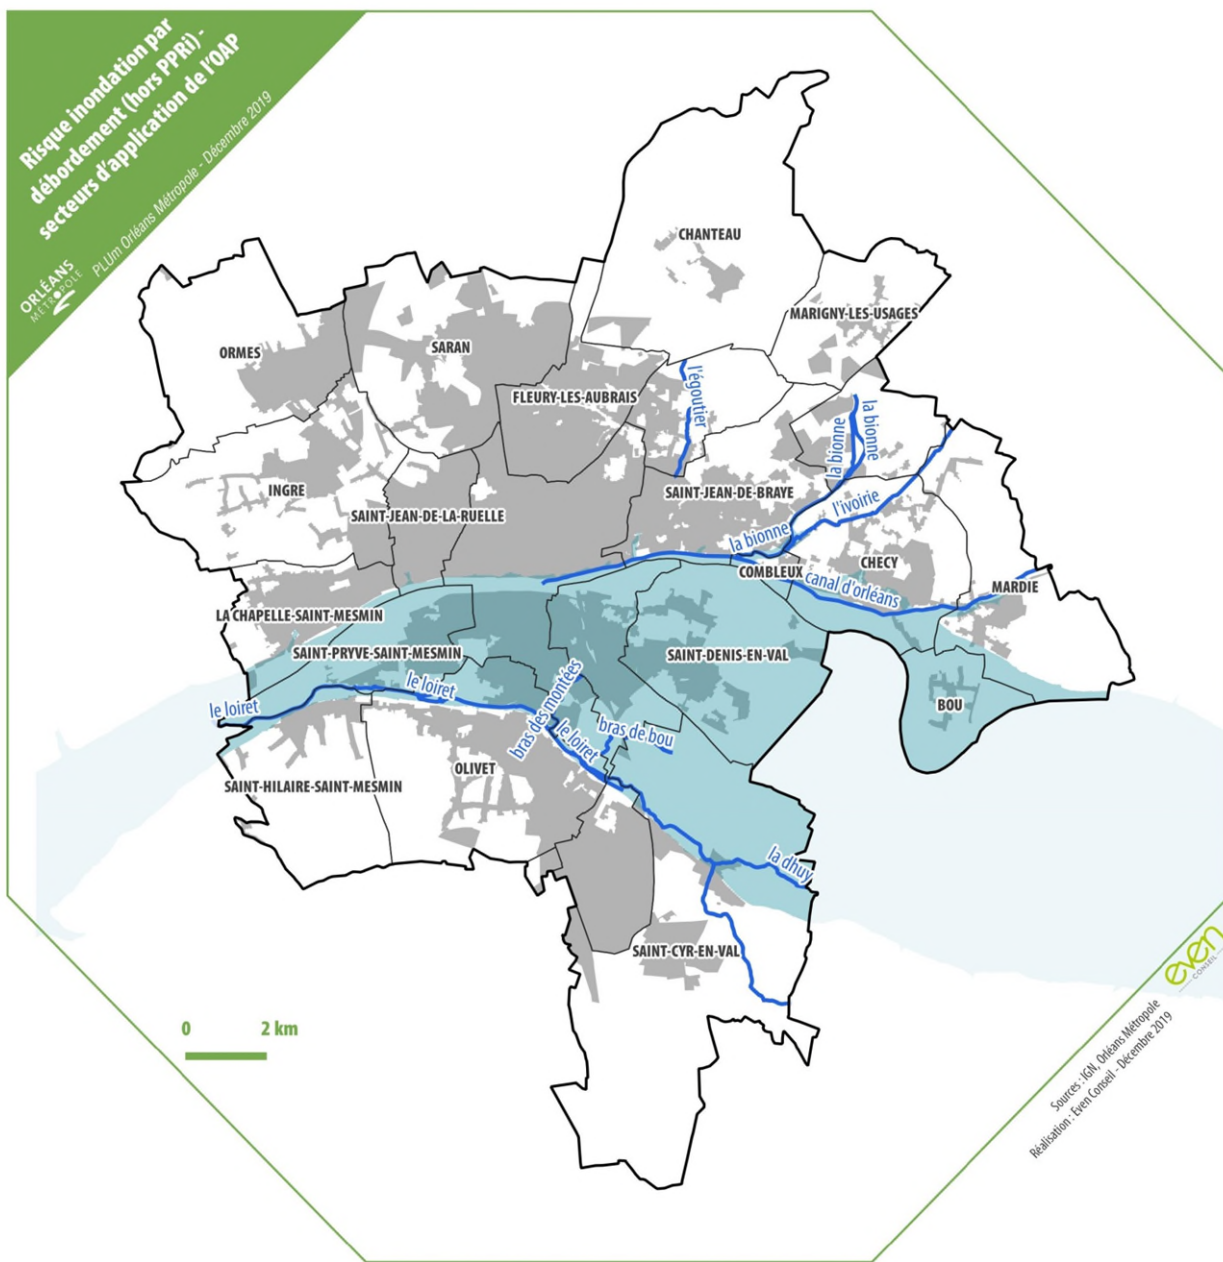 Risque inondation par
débordement (hors PPRi) -
secteurs d'application de l'OAP
PLUm Orléans Métropole - Décembre 2019
ORLÉANS
MÉTROPOLE
CHANTEAU
MARIGNY-LES-USAGES
ORMES
SARAN
FLEURY-LES-AUBRAIS
l'égoutier
la bionne
la bionne
INGRE
SAINT-JEAN-DE-LA-RUELLE
SAINT-JEAN-DE-BRAYE
l'ivoirie
la bionne
COMBLEUX
CHECY
canal d'orléans
MARDIE
LA CHAPELLE-SAINT-MESMIN
SAINT-PRYVE-SAINT-MESMIN
SAINT-DENIS-EN-VAL
le loiret
le loiret
bras des montées
le loiret
bras de bou
BOU
SAINT-HILAIRE-SAINT-MESMIN
OLIVET
la dhuy
SAINT-CYR-EN-VAL
0 2 km
even
CONSEIL
Sources : IGN, Orléans Métropole
Réalisation : Even Conseil - Décembre 2019